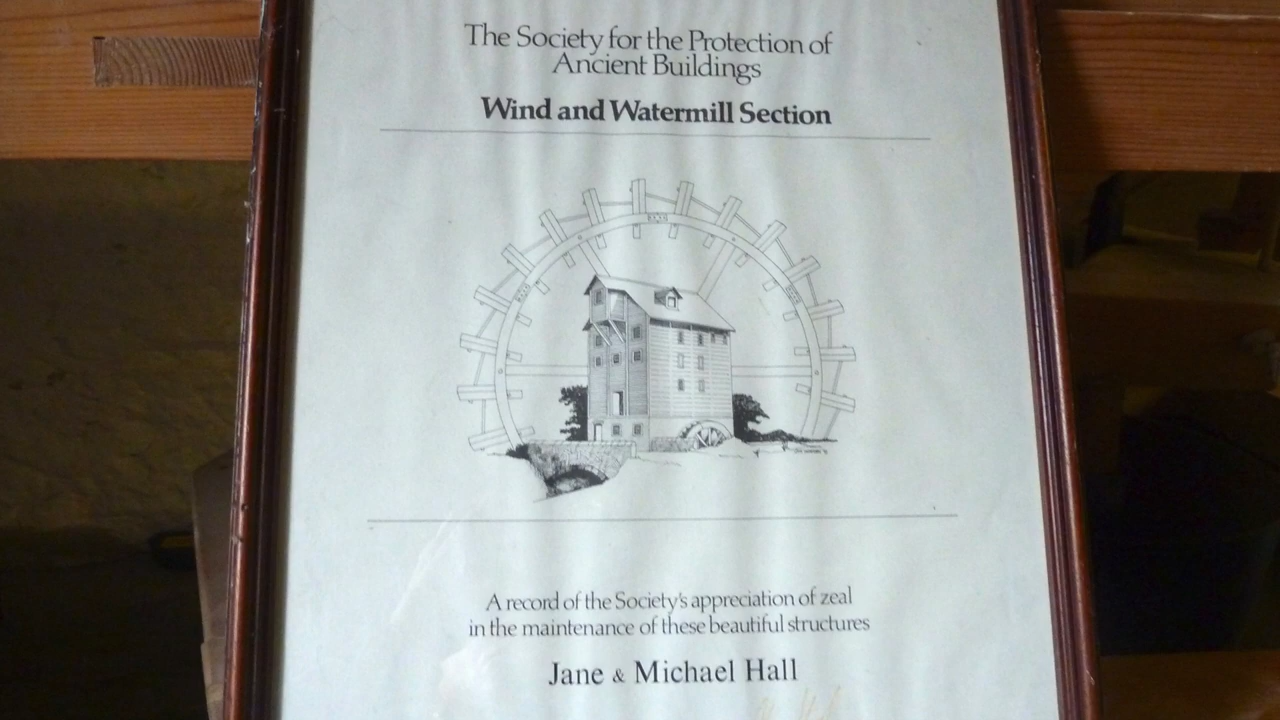 The Society for the Protection of
Ancient Buildings
Wind and Watermill Section
A record of the Society's appreciation of zeal
in the maintenance of these beautiful structures
Jane & Michael Hall